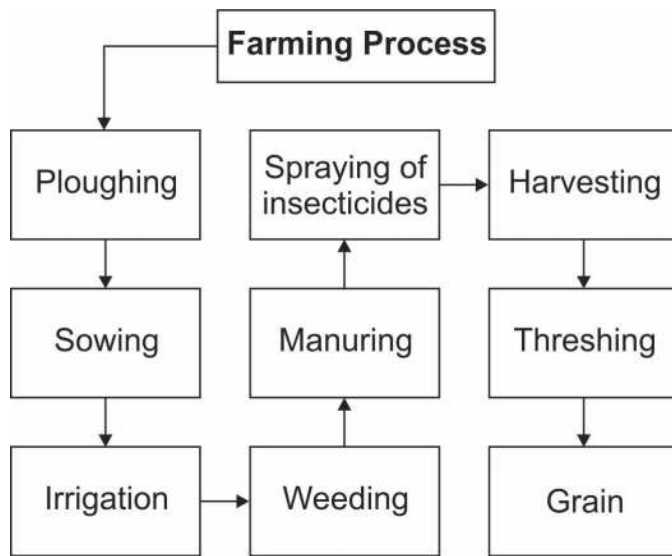 Farming Process
Ploughing
Sowing
Irrigation
Weeding
Manuring
Spraying of
insecticides
Harvesting
Threshing
Grain